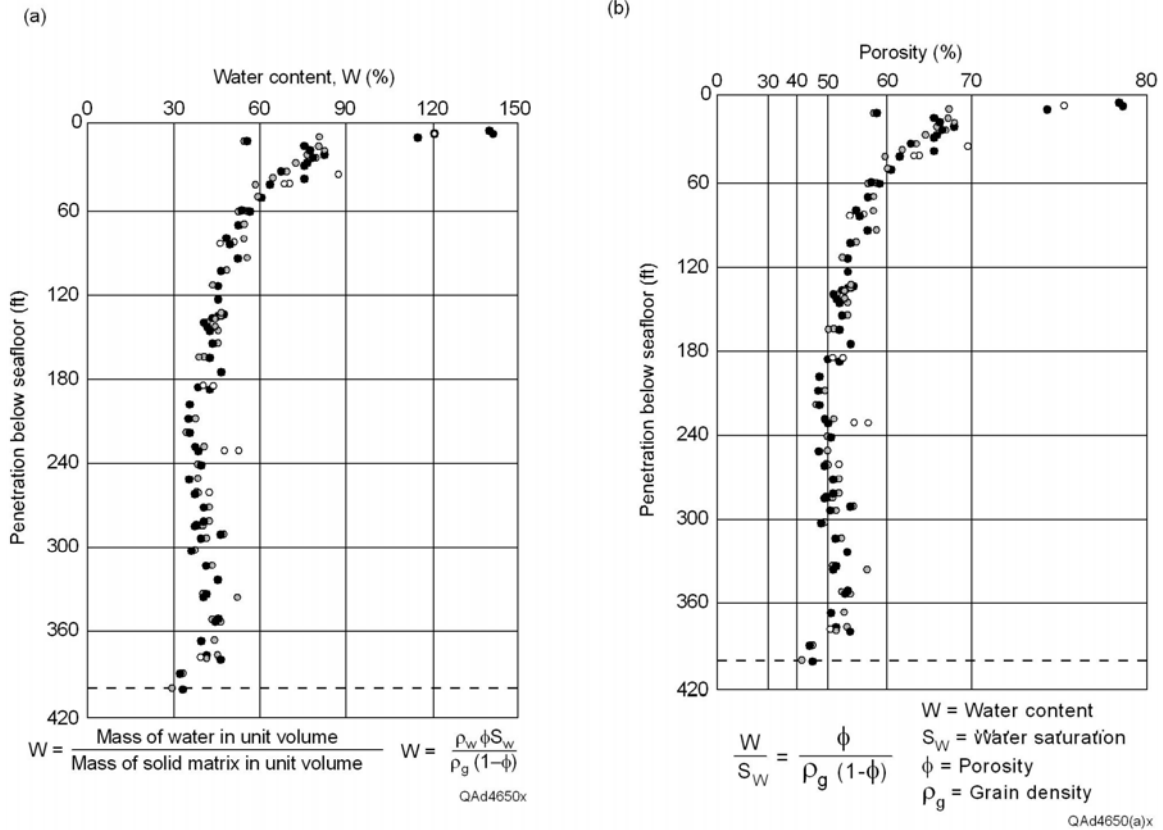 (a)
Water content, W (%)
0 30 60 90 120 150
0
60
120
180
240
300
360
420
Penetration below seafloor (ft)
W = Mass of water in unit volume / Mass of solid matrix in unit volume
W = ρw ϕSw / ρg (1−ϕ)
QAd4650x
(b)
Porosity (%)
0 30 40 50 60 70 80
0
60
120
180
240
300
360
420
Penetration below seafloor (ft)
W / SW = ϕ / ρg (1-ϕ)
W = Water content
SW = Water saturation
ϕ = Porosity
ρg = Grain density
QAd4650(a)x